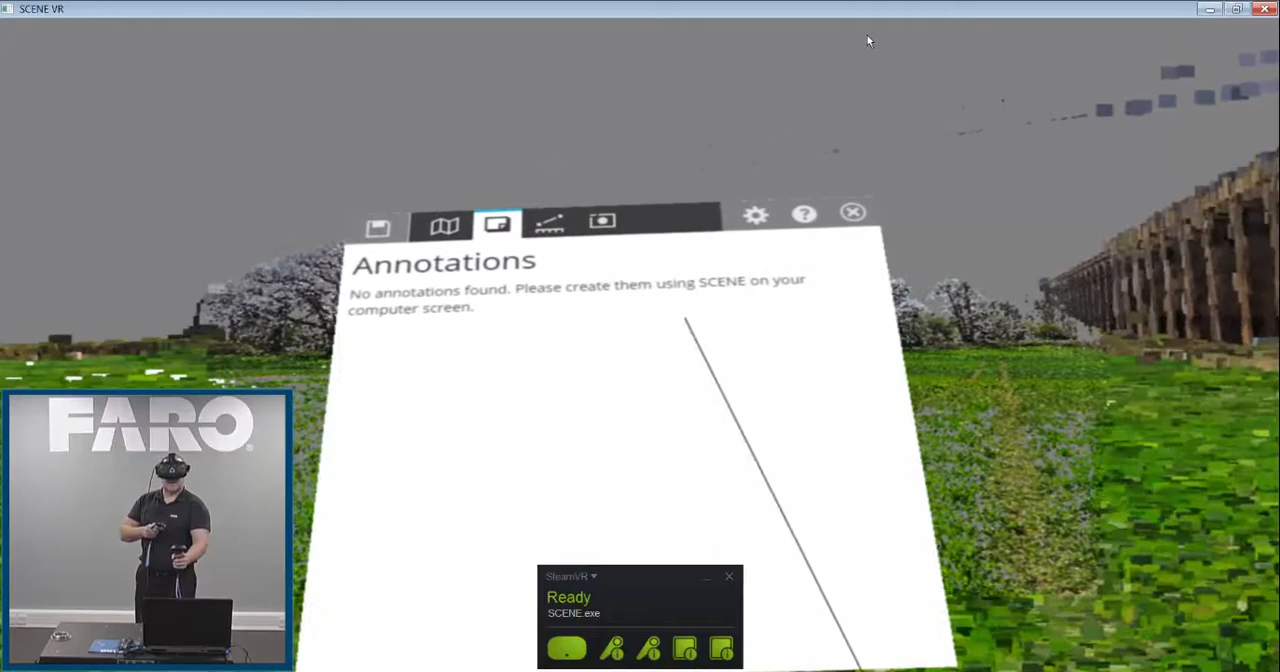 SCENE VR
Annotations
No annotations found. Please create them using SCENE on your
computer screen.
FARO
SteamVR
Ready
SCENE.exe